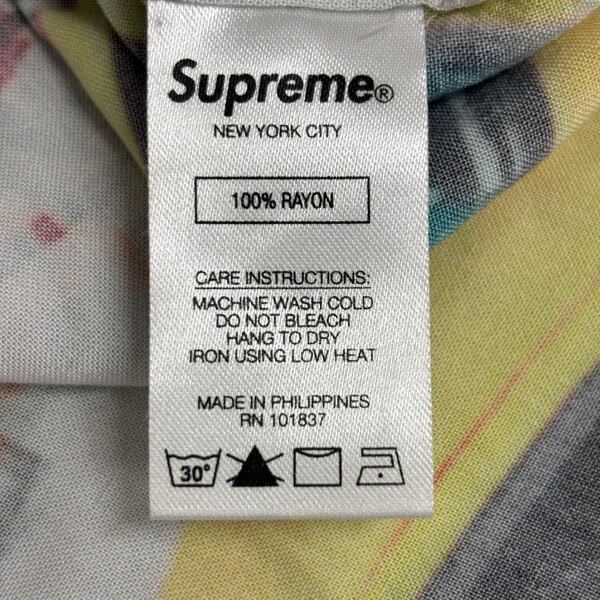 Supreme®
NEW YORK CITY
100% RAYON
CARE INSTRUCTIONS:
MACHINE WASH COLD
DO NOT BLEACH
HANG TO DRY
IRON USING LOW HEAT
MADE IN PHILIPPINES
RN 101837
30°